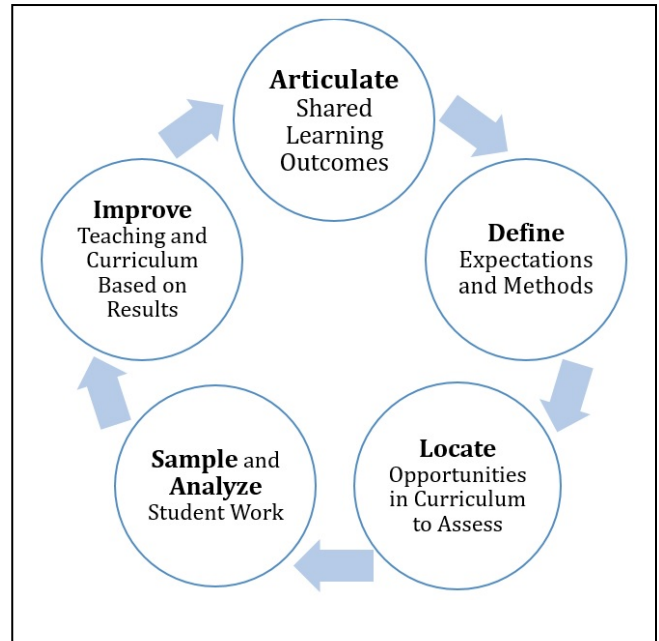 Articulate
Shared
Learning
Outcomes
Define
Expectations
and Methods
Locate
Opportunities
in Curriculum
to Assess
Sample and
Analyze
Student Work
Improve
Teaching and
Curriculum
Based on
Results